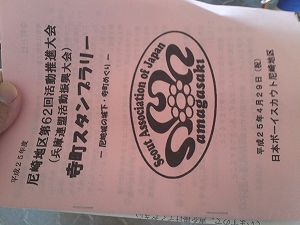 平成25年度
尼崎地区第62回活動推進大会
(兵庫連盟活動振興大会)
寺町スタンプラリー
－ 尼崎城の城下・寺町めぐり －
Scout Association of Japan
Amagasaki
平成25年4月29日(祝)
日本ボーイスカウト尼崎地区